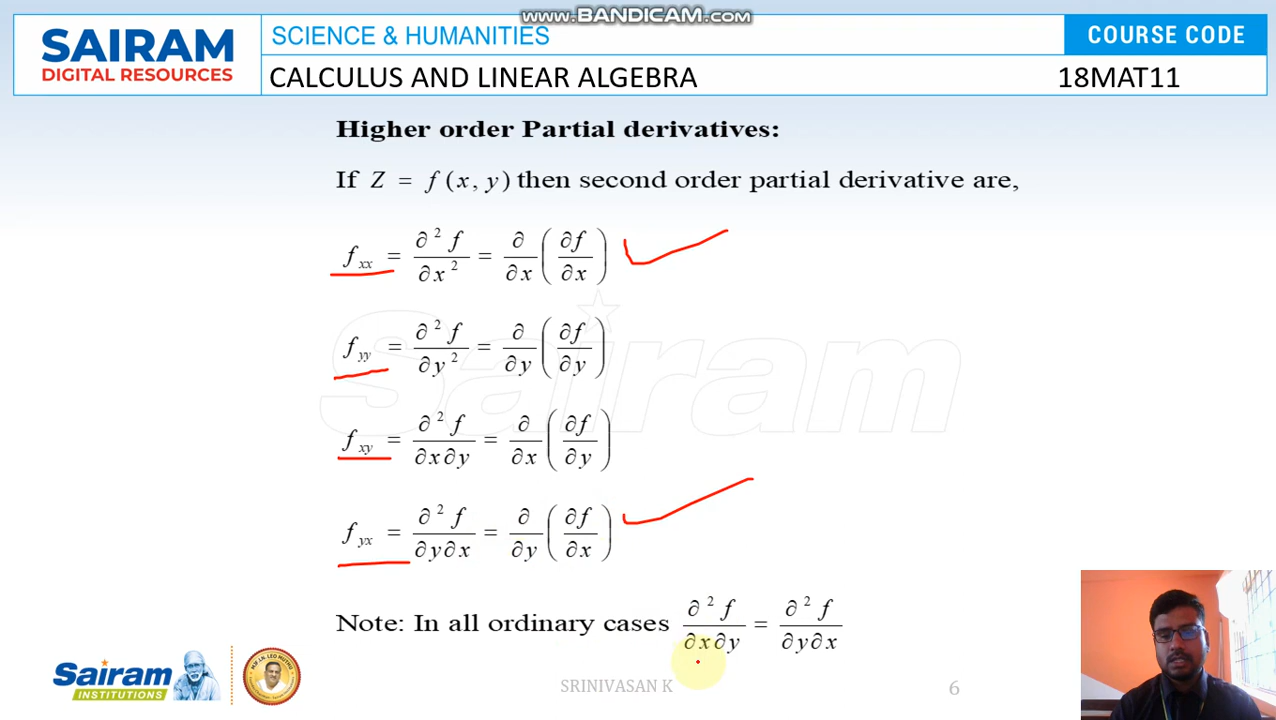 www.BANDICAM.com
SAIRAM
DIGITAL RESOURCES
SCIENCE & HUMANITIES
COURSE CODE
CALCULUS AND LINEAR ALGEBRA 18MAT11
Higher order Partial derivatives:
If Z = f (x, y) then second order partial derivative are,
f_xx = ∂²f/∂x² = ∂/∂x (∂f/∂x)
f_yy = ∂²f/∂y² = ∂/∂y (∂f/∂y)
f_xy = ∂²f/∂x∂y = ∂/∂x (∂f/∂y)
f_yx = ∂²f/∂y∂x = ∂/∂y (∂f/∂x)
Note: In all ordinary cases ∂²f/∂x∂y = ∂²f/∂y∂x
Sairam
Sairam
INSTITUTIONS
SRINIVASAN K
6